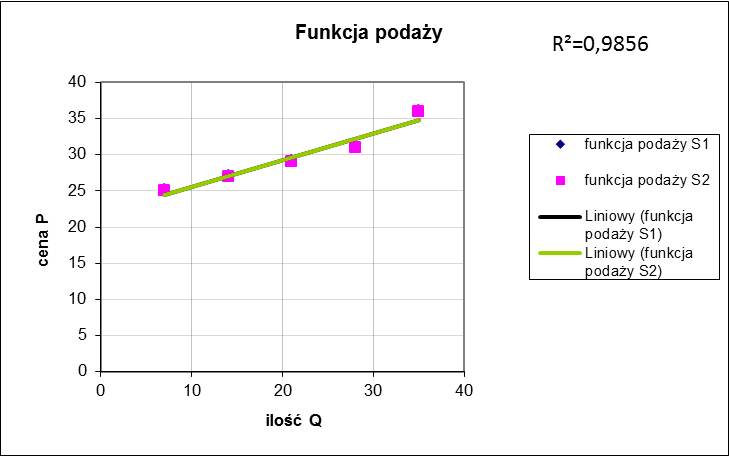 Funkcja podaży
R²=0,9856
40
35
30
25
20
15
10
5
0
cena P
0 10 20 30 40
ilość Q
funkcja podaży S1
funkcja podaży S2
Liniowy (funkcja
podaży S1)
Liniowy (funkcja
podaży S2)